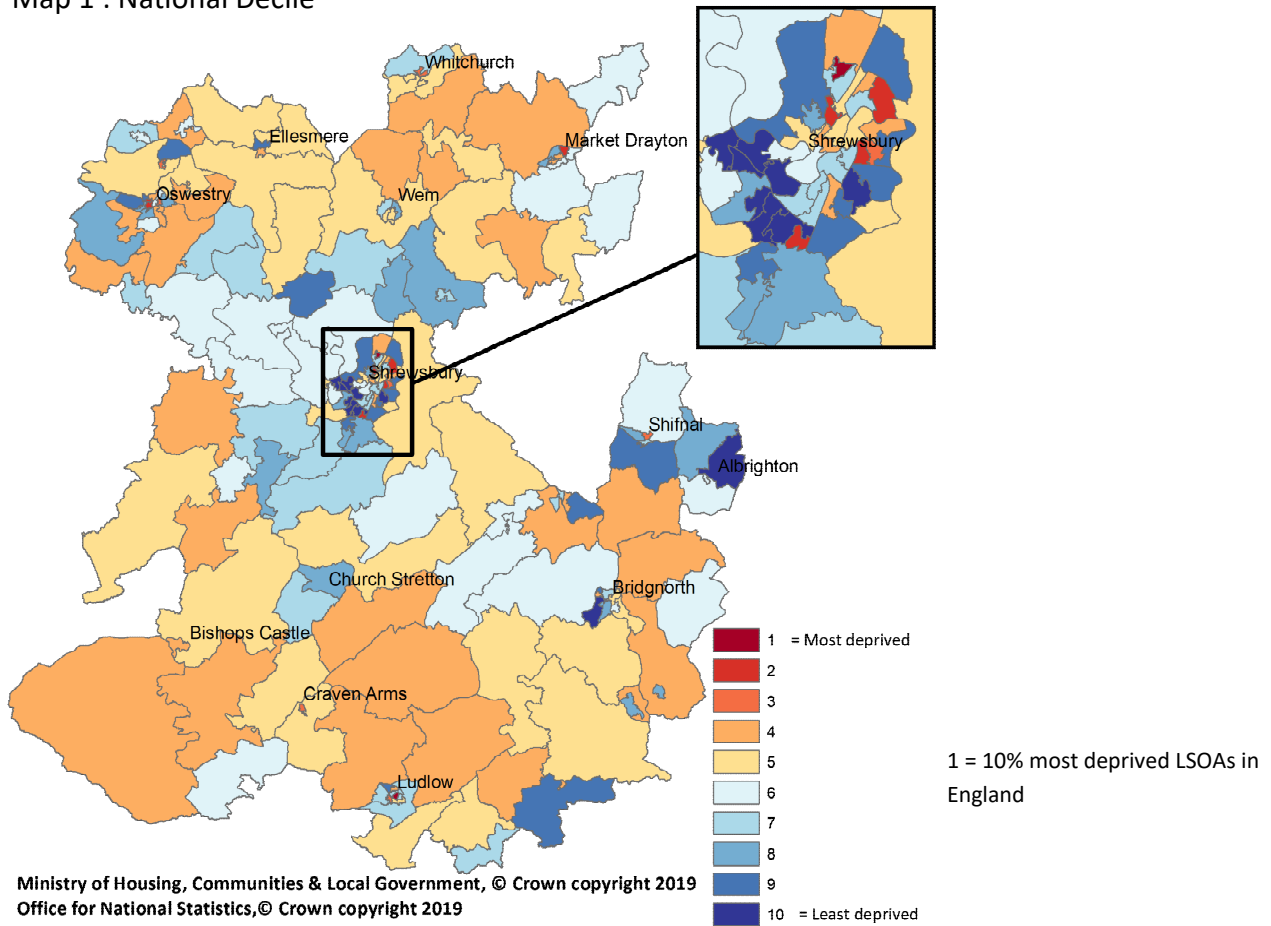 Map 1 : National Decile
Whitchurch
Ellesmere
Market Drayton
Oswestry
Wem
Shrewsbury
Shrewsbury
Shifnal
Albrighton
Church Stretton
Bridgnorth
Bishops Castle
Craven Arms
Ludlow
1 = Most deprived
2
3
4
5
6
7
8
9
10 = Least deprived
1 = 10% most deprived LSOAs in
England
Ministry of Housing, Communities & Local Government, © Crown copyright 2019
Office for National Statistics,© Crown copyright 2019